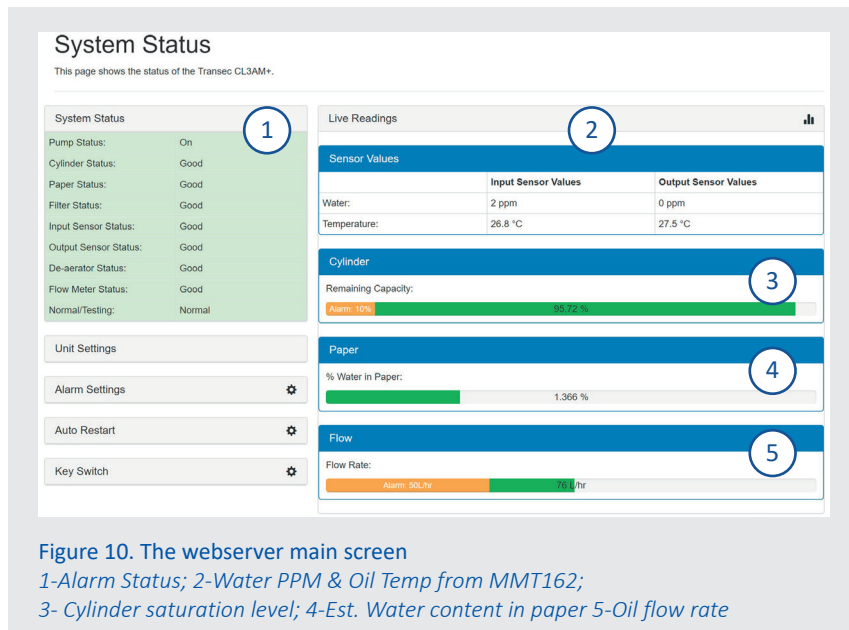 System Status
This page shows the status of the Transec CL3AM+.
System Status
1
Pump Status: On
Cylinder Status: Good
Paper Status: Good
Filter Status: Good
Input Sensor Status: Good
Output Sensor Status: Good
De-aerator Status: Good
Flow Meter Status: Good
Normal/Testing: Normal
Unit Settings
Alarm Settings
Auto Restart
Key Switch
Live Readings
2
Sensor Values
Input Sensor Values Output Sensor Values
Water: 2 ppm 0 ppm
Temperature: 26.8 °C 27.5 °C
Cylinder
3
Remaining Capacity:
Alarm: 10% 95.72 %
Paper
4
% Water in Paper:
1.366 %
Flow
5
Flow Rate:
Alarm: 50L/hr 76 L/hr
Figure 10. The webserver main screen
1-Alarm Status; 2-Water PPM & Oil Temp from MMT162;
3- Cylinder saturation level; 4-Est. Water content in paper 5-Oil flow rate